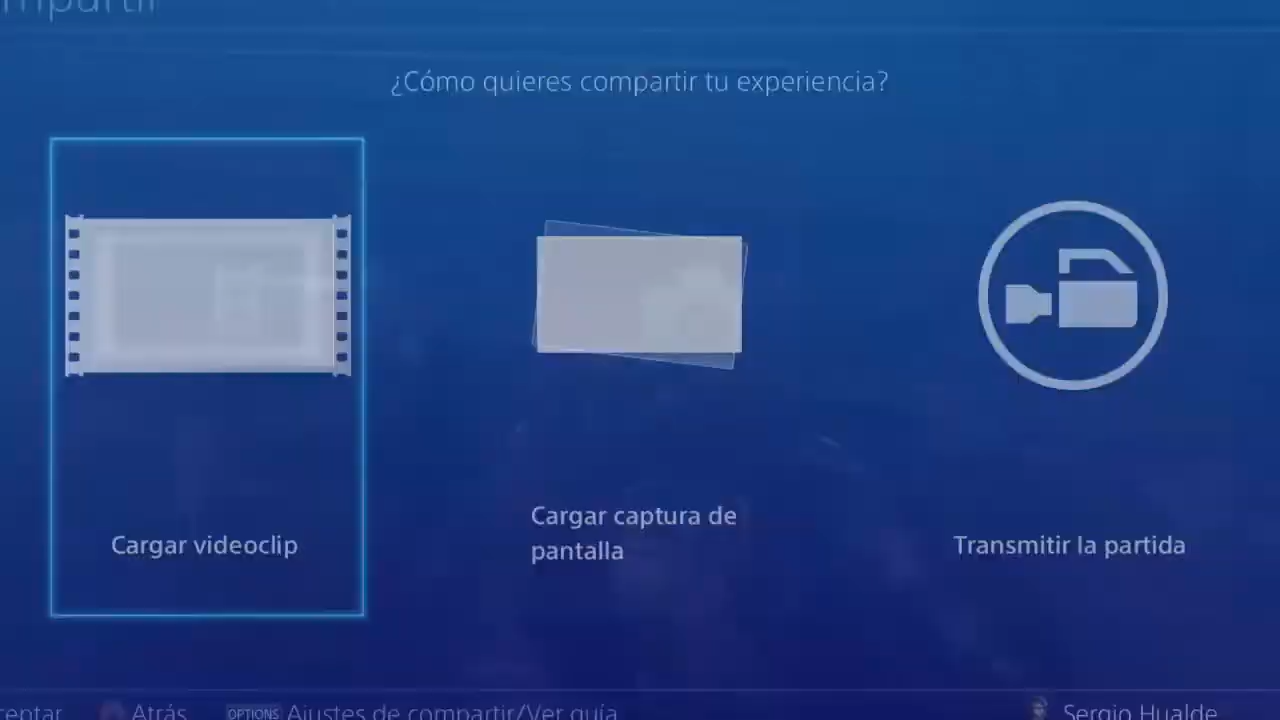 ¿Cómo quieres compartir tu experiencia?
Cargar videoclip
Cargar captura de
pantalla
Transmitir la partida
Atrás
OPTIONS Ajustes de compartir/Ver guía
Sergio Hualde